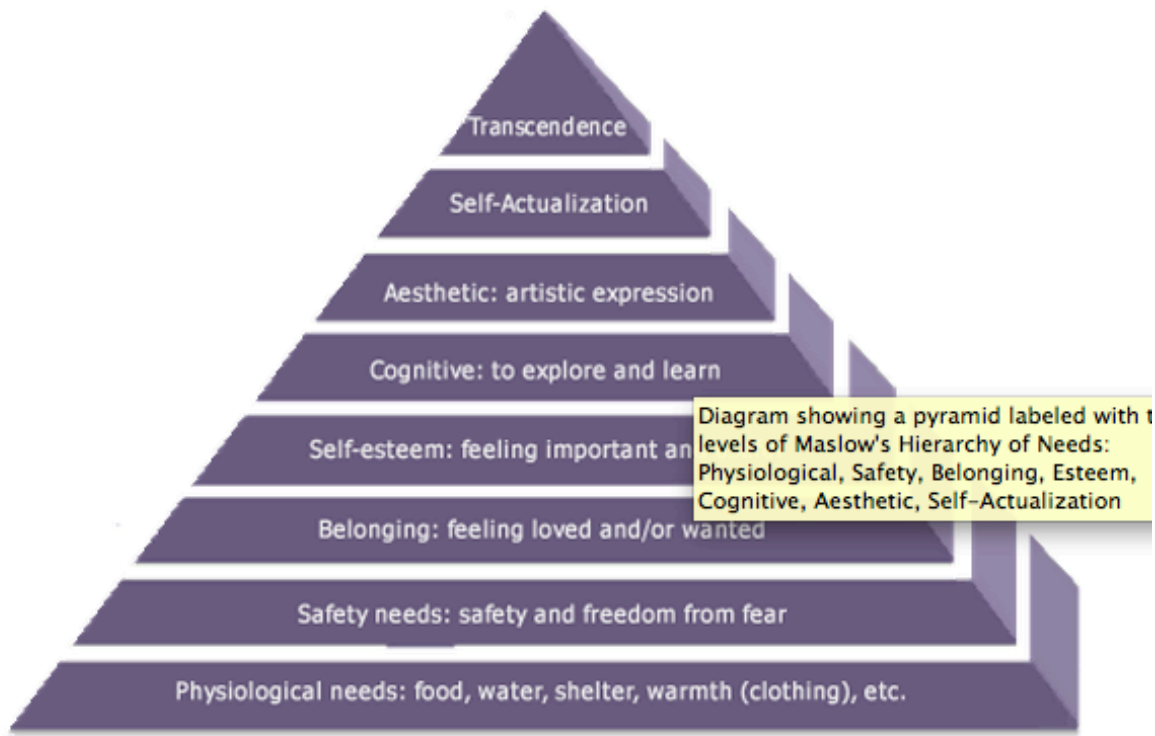 Transcendence
Self-Actualization
Aesthetic: artistic expression
Cognitive: to explore and learn
Self-esteem: feeling important an
Belonging: feeling loved and/or wanted
Safety needs: safety and freedom from fear
Physiological needs: food, water, shelter, warmth (clothing), etc.
Diagram showing a pyramid labeled with t
levels of Maslow's Hierarchy of Needs:
Physiological, Safety, Belonging, Esteem,
Cognitive, Aesthetic, Self-Actualization